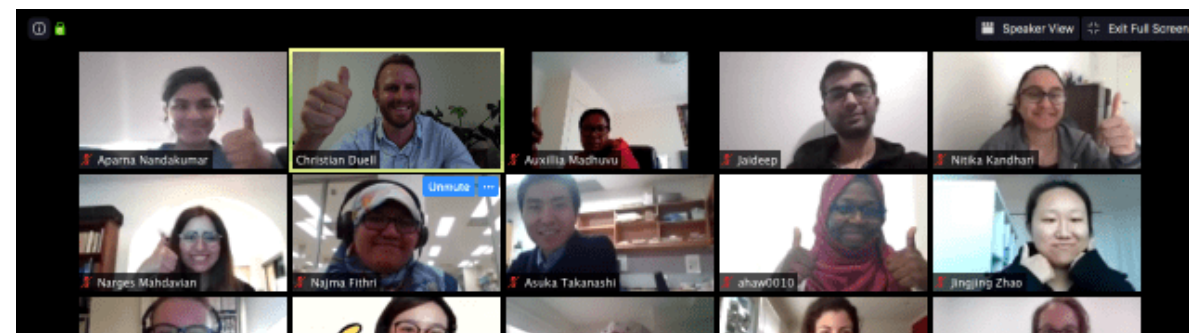 Speaker View Exit Full Screen
Aparna Nandakumar
Christian Duell
Auxillia Madhuvu
Jaideep
Nitika Kandhari
Unmute ...
Narges Mahdavian
Najma Fithri
Asuka Takanashi
ahaw0010
Jingjing Zhao